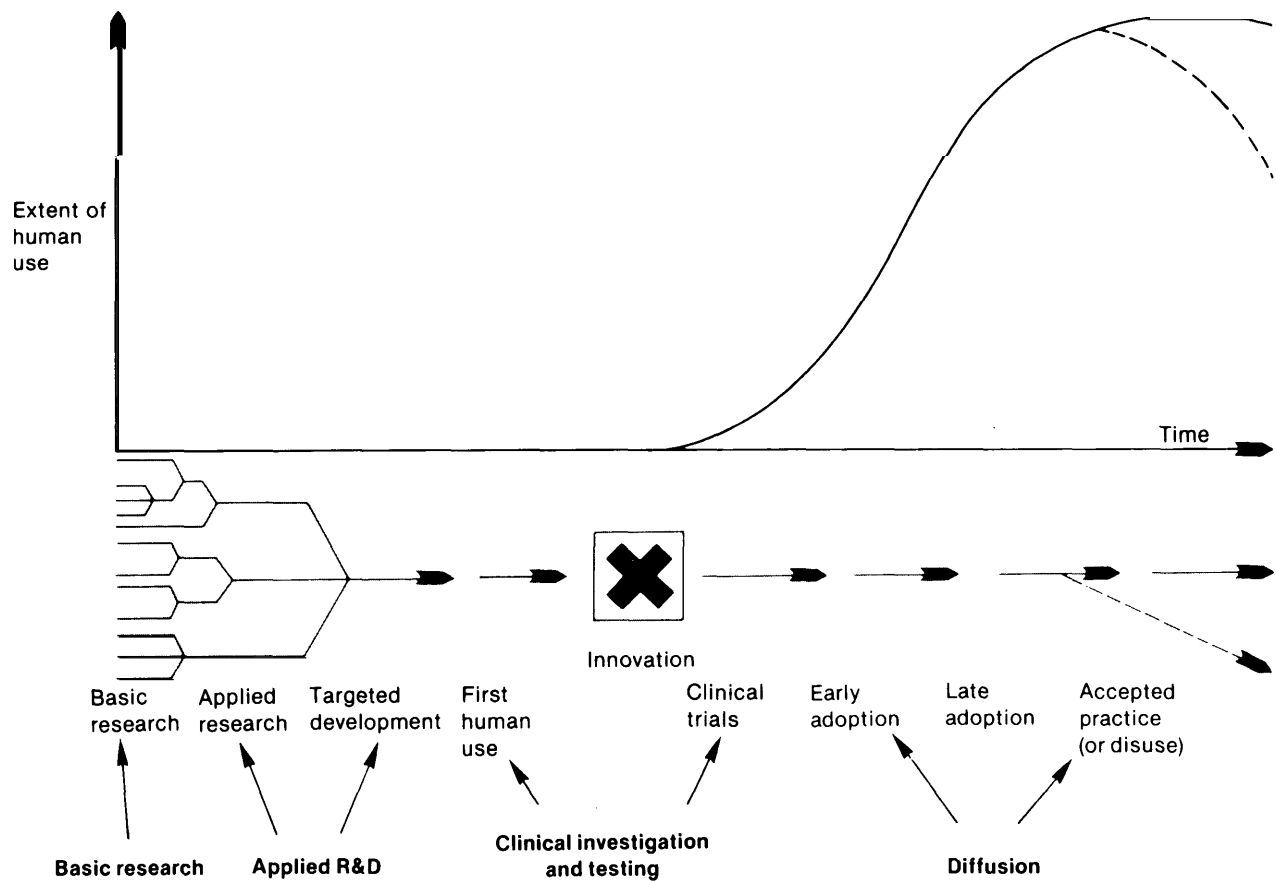 Extent of
human
use
Time
Innovation
Basic
research
Applied
research
Targeted
development
First
human
use
Clinical
trials
Early
adoption
Late
adoption
Accepted
practice
(or disuse)
Basic research
Applied R&D
Clinical investigation
and testing
Diffusion